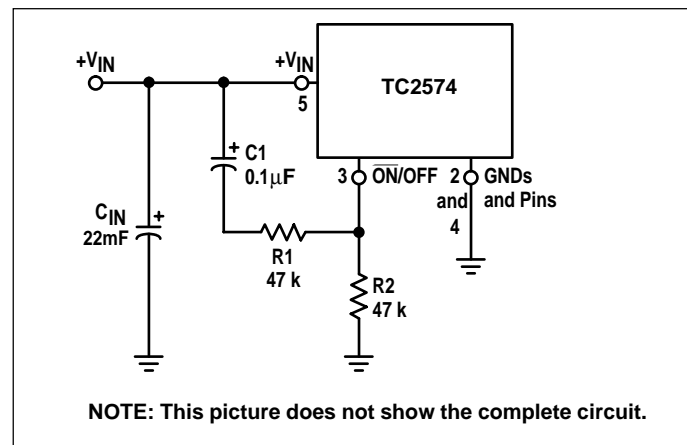 +VIN
+VIN
5
TC2574
C1
0.1μF
3
ON/OFF
2
and
4
GNDs
and Pins
CIN
22mF
R1
47 k
R2
47 k
NOTE: This picture does not show the complete circuit.